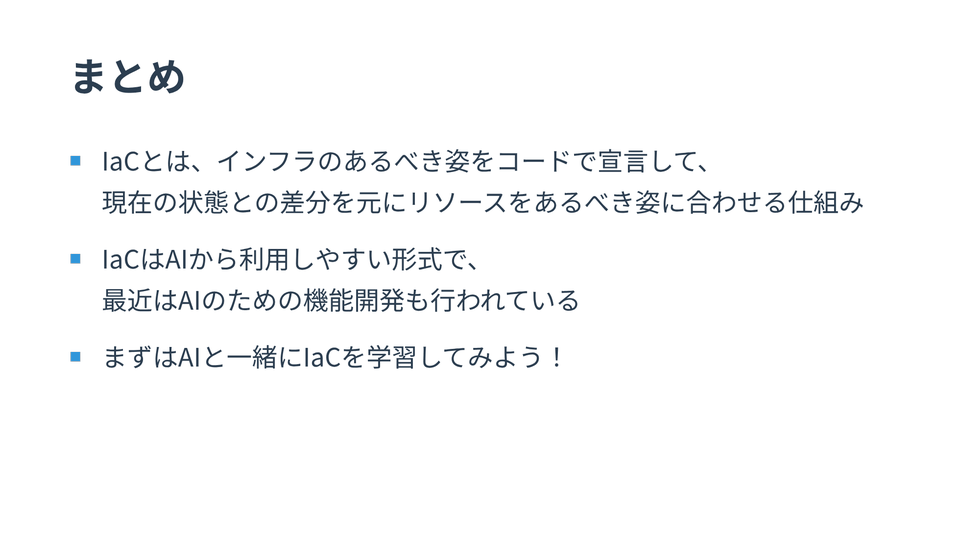 まとめ
IaCとは、インフラのあるべき姿をコードで宣言して、
現在の状態との差分を元にリソースをあるべき姿に合わせる仕組み
IaCはAIから利用しやすい形式で、
最近はAIのための機能開発も行われている
まずはAIと一緒にIaCを学習してみよう！